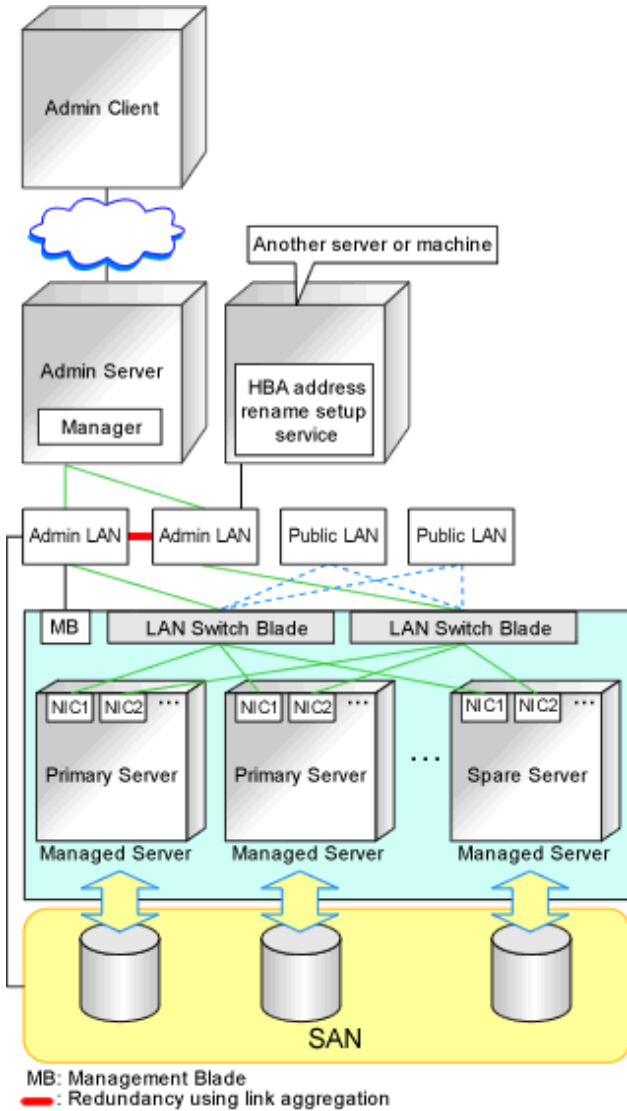 Admin Client
Another server or machine
Admin Server
Manager
HBA address
rename setup
service
Admin LAN
Admin LAN
Public LAN
Public LAN
MB
LAN Switch Blade
LAN Switch Blade
NIC1
NIC2
...
NIC1
NIC2
...
NIC1
NIC2
...
Primary Server
Primary Server
...
Spare Server
Managed Server
Managed Server
Managed Server
SAN
MB: Management Blade
: Redundancy using link aggregation